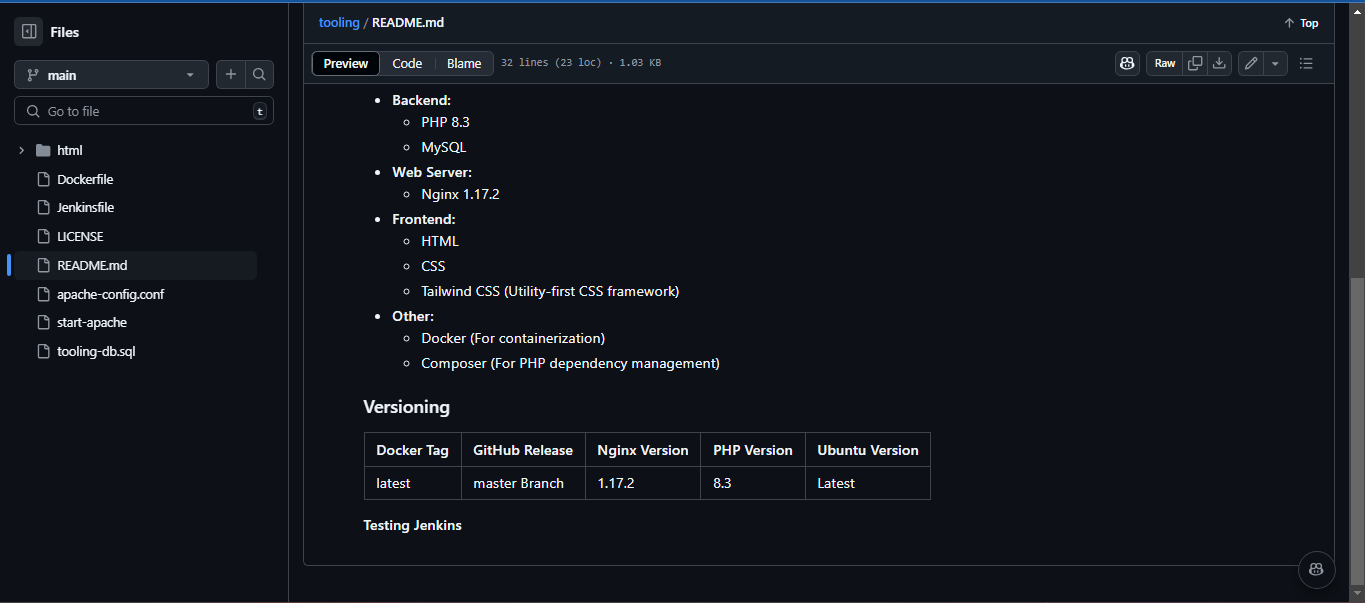 Files
main
Go to file
t
html
Dockerfile
Jenkinsfile
LICENSE
README.md
apache-config.conf
start-apache
tooling-db.sql
tooling / README.md
Top
Preview Code Blame 32 lines (23 loc) · 1.03 KB Raw
Backend:
PHP 8.3
MySQL
Web Server:
Nginx 1.17.2
Frontend:
HTML
CSS
Tailwind CSS (Utility-first CSS framework)
Other:
Docker (For containerization)
Composer (For PHP dependency management)
Versioning
Docker Tag GitHub Release Nginx Version PHP Version Ubuntu Version
latest master Branch 1.17.2 8.3 Latest
Testing Jenkins